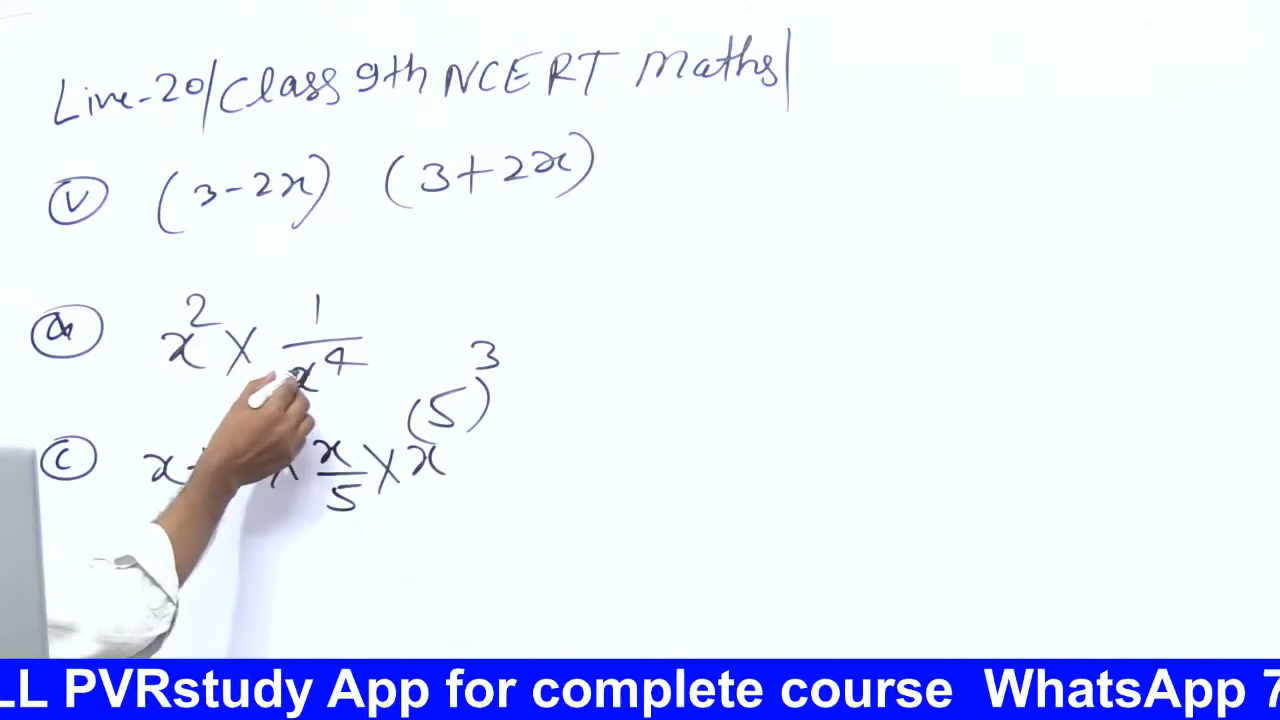 Live-20/Class 9th NCERT Maths|
(v) (3-2x) (3+2x)
x² × 1/x⁴
(c) x × x/5 × x^(5)³
LL PVRstudy App for complete course WhatsApp 7